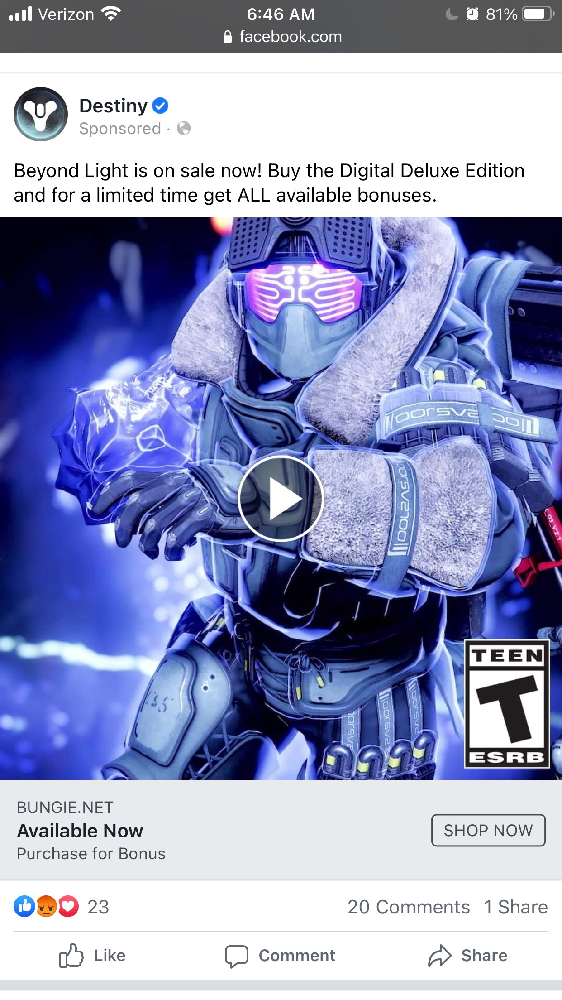 Verizon
6:46 AM
81%
facebook.com
Destiny
Sponsored ·
Beyond Light is on sale now! Buy the Digital Deluxe Edition
and for a limited time get ALL available bonuses.
TEEN
T
ESRB
BUNGIE.NET
Available Now
Purchase for Bonus
SHOP NOW
23
20 Comments 1 Share
Like
Comment
Share